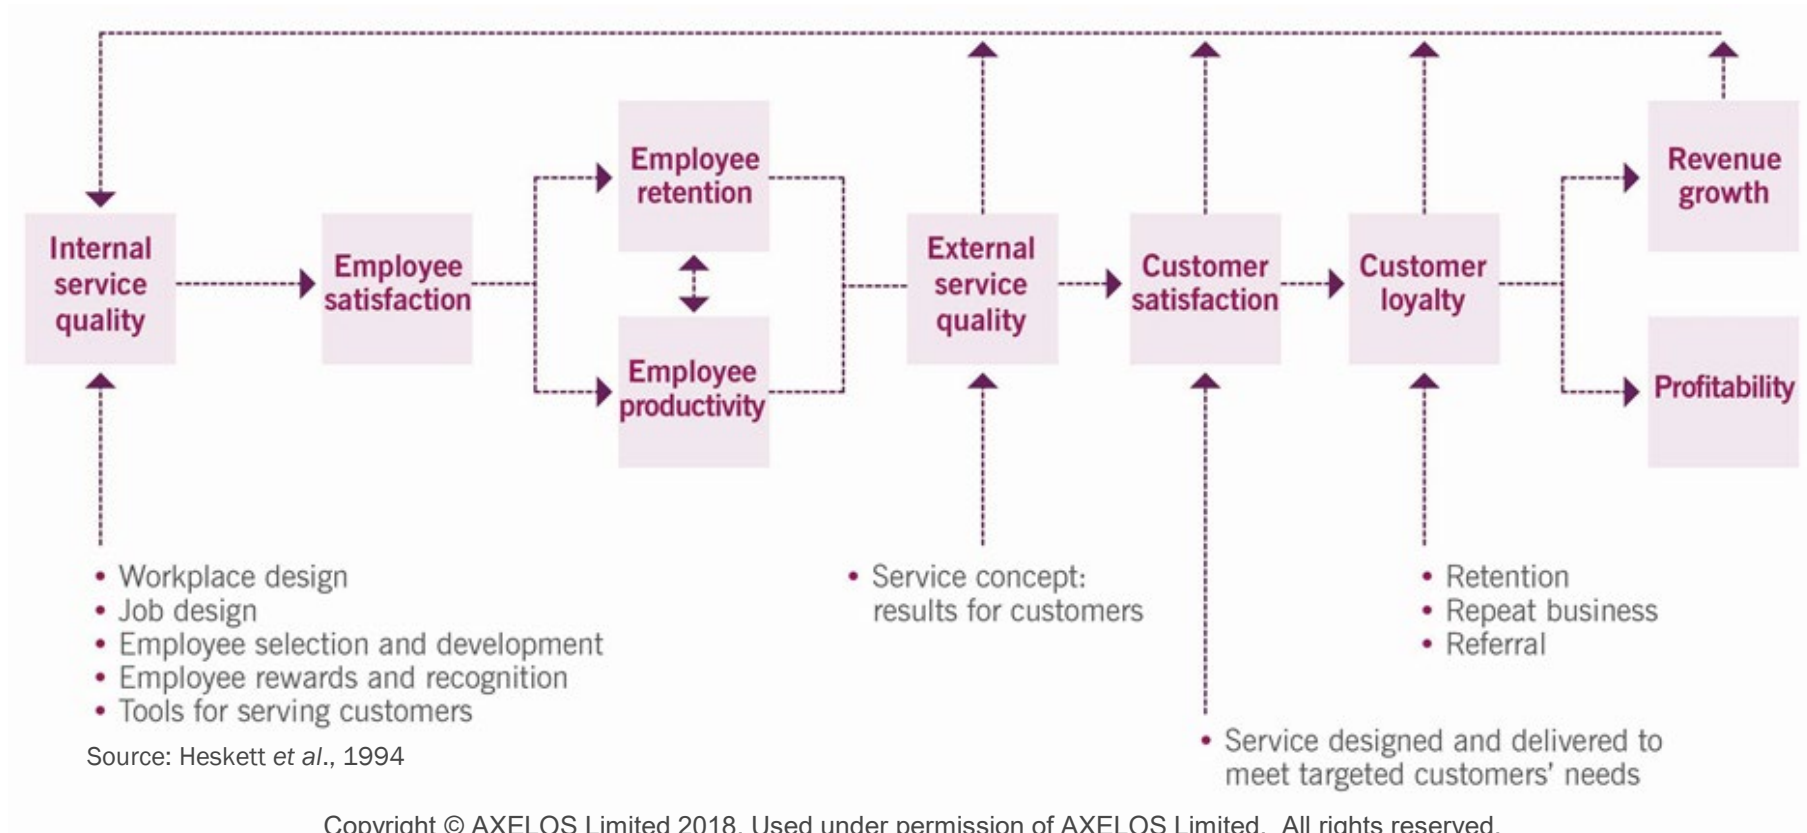 Employee
retention
Revenue
growth
Internal
service
quality
Employee
satisfaction
External
service
quality
Customer
satisfaction
Customer
loyalty
Employee
productivity
Profitability
• Workplace design
• Job design
• Employee selection and development
• Employee rewards and recognition
• Tools for serving customers
Source: Heskett et al., 1994
• Service concept:
results for customers
• Retention
• Repeat business
• Referral
• Service designed and delivered to
meet targeted customers’ needs
Copyright © AXELOS Limited 2018. Used under permission of AXELOS Limited. All rights reserved.